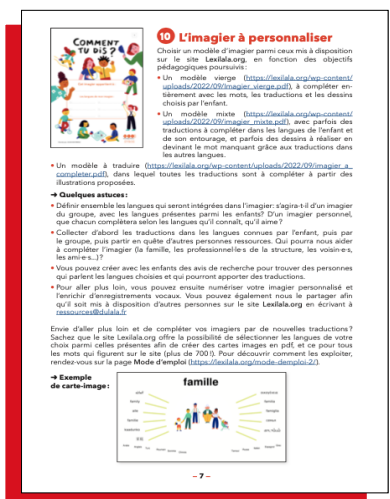 COMMENT
TU DIS ?
10 L'imagier à personnaliser
Choisir un modèle d'imagier parmi ceux mis à disposition
sur le site Lexilala.org, en fonction des objectifs
pédagogiques poursuivis :
• Un modèle vierge (https://lexilala.org/wp-content/
uploads/2022/09/Imagier_vierge.pdf), à compléter en-
tièrement avec les mots, les traductions et les dessins
choisis par l'enfant.
• Un modèle mixte (https://lexilala.org/wp-content/
uploads/2022/09/imagier_mixte.pdf), avec parfois des
traductions à compléter dans les langues de l'enfant et
de son entourage, et parfois des dessins à réaliser en
devinant le mot manquant grâce aux traductions dans
les autres langues.
• Un modèle à traduire (https://lexilala.org/wp-content/uploads/2022/09/imagier_a_
completer.pdf), dans lequel toutes les traductions sont à compléter à partir des
illustrations proposées.
➜ Quelques astuces :
• Définir ensemble les langues qui seront intégrées dans l'imagier : s'agira-t-il d'un imagier
du groupe, avec les langues présentes parmi les enfants? D'un imagier personnel,
que chacun complètera selon les langues qu'il connaît, qu'il aime ?
• Collecter d'abord les traductions dans les langues connues par l'enfant, puis par
le groupe, puis partir en quête d'autres personnes ressources. Qui pourra nous aider
à compléter l'imagier (la famille, les professionnel·le·s de la structure, les voisin·e·s,
les ami·e·s...) ?
• Vous pouvez créer avec les enfants des avis de recherche pour trouver des personnes
qui parlent les langues choisies et qui pourront apporter des traductions.
• Pour aller plus loin, vous pouvez ensuite numériser votre imagier personnalisé et
l'enrichir d'enregistrements vocaux. Vous pouvez également nous le partager afin
qu'il soit mis à disposition d'autres personnes sur le site Lexilala.org en écrivant à
ressources@dulala.fr
Envie d'aller plus loin et de compléter vos imagiers par de nouvelles traductions ?
Sachez que le site Lexilala.org offre la possibilité de sélectionner les langues de votre
choix parmi celles présentes afin de créer des cartes images en pdf, et ce pour tous
les mots qui figurent sur le site (plus de 700 !). Pour découvrir comment les exploiter,
rendez-vous sur la page Mode d'emploi (https://lexilala.org/mode-demploi-2/).
➜ Exemple
de carte-image :
famille
– 7 –